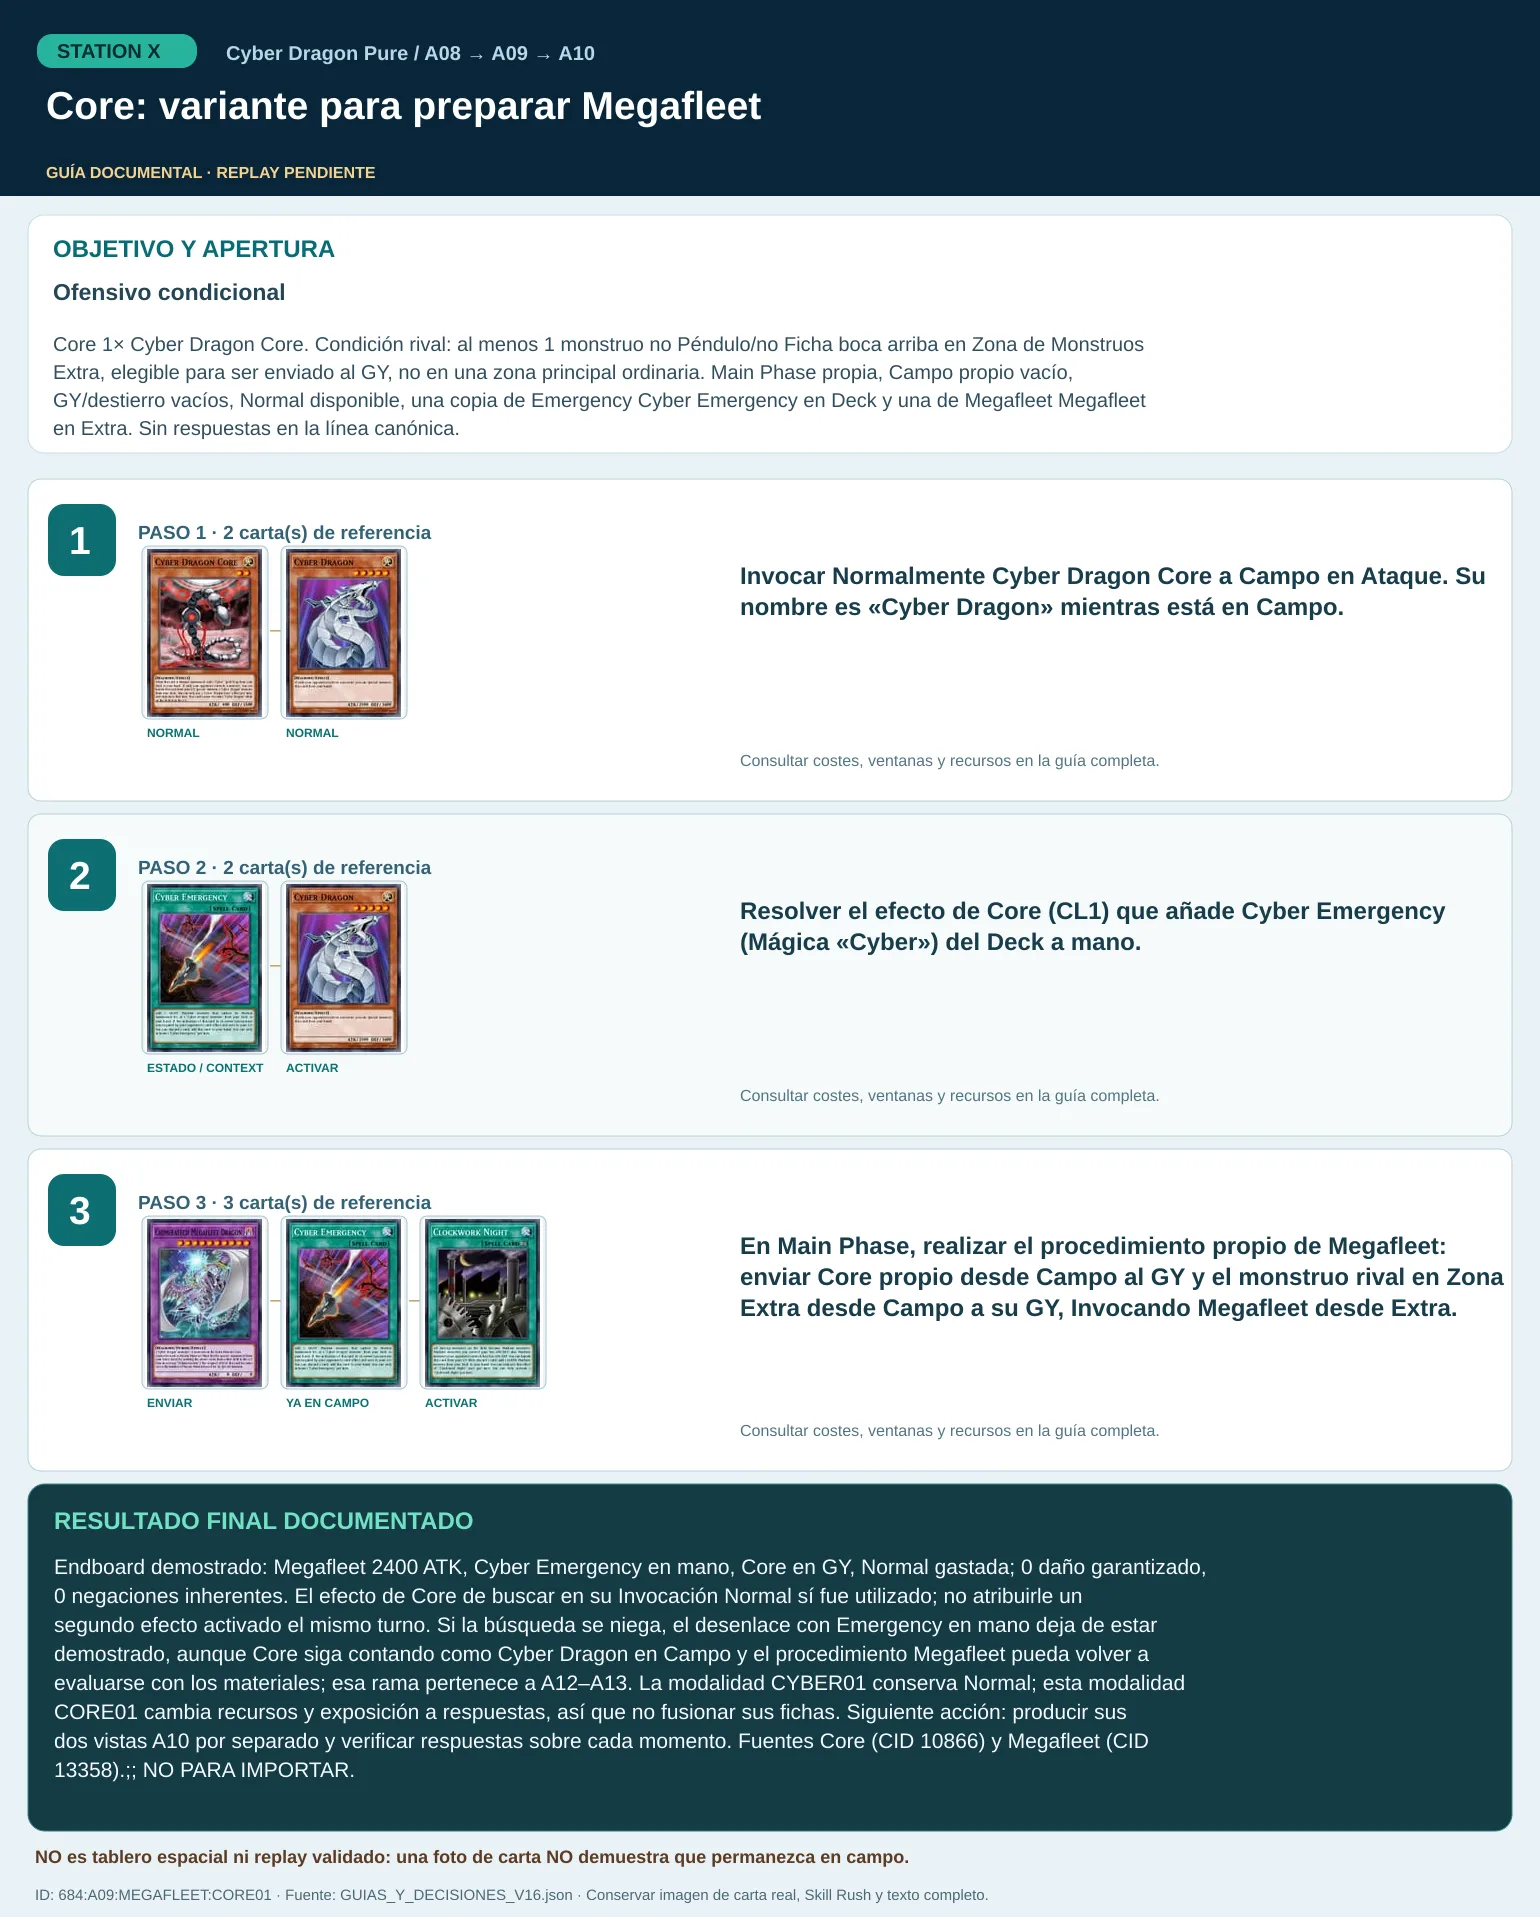 STATION X
Cyber Dragon Pure / A08 → A09 → A10
Core: variante para preparar Megafleet
GUÍA DOCUMENTAL · REPLAY PENDIENTE
OBJETIVO Y APERTURA
Ofensivo condicional
Core 1× Cyber Dragon Core. Condición rival: al menos 1 monstruo no Péndulo/no Ficha boca arriba en Zona de Monstruos
Extra, elegible para ser enviado al GY, no en una zona principal ordinaria. Main Phase propia, Campo propio vacío,
GY/destierro vacíos, Normal disponible, una copia de Emergency Cyber Emergency en Deck y una de Megafleet Megafleet
en Extra. Sin respuestas en la línea canónica.
1
PASO 1 · 2 carta(s) de referencia
CYBER DRAGON CORE
CYBER DRAGON
NORMAL
NORMAL
Invocar Normalmente Cyber Dragon Core a Campo en Ataque. Su
nombre es «Cyber Dragon» mientras está en Campo.
Consultar costes, ventanas y recursos en la guía completa.
2
PASO 2 · 2 carta(s) de referencia
CYBER EMERGENCY
[SPELL CARD]
CYBER DRAGON
ESTADO / CONTEXT
ACTIVAR
Resolver el efecto de Core (CL1) que añade Cyber Emergency
(Mágica «Cyber») del Deck a mano.
Consultar costes, ventanas y recursos en la guía completa.
3
PASO 3 · 3 carta(s) de referencia
CHIMERATECH MEGAFLEET DRAGON
CYBER EMERGENCY
[SPELL CARD]
CLOCKWORK NIGHT
[SPELL CARD
ENVIAR
YA EN CAMPO
ACTIVAR
En Main Phase, realizar el procedimiento propio de Megafleet:
enviar Core propio desde Campo al GY y el monstruo rival en Zona
Extra desde Campo a su GY, Invocando Megafleet desde Extra.
Consultar costes, ventanas y recursos en la guía completa.
RESULTADO FINAL DOCUMENTADO
Endboard demostrado: Megafleet 2400 ATK, Cyber Emergency en mano, Core en GY, Normal gastada; 0 daño garantizado,
0 negaciones inherentes. El efecto de Core de buscar en su Invocación Normal sí fue utilizado; no atribuirle un
segundo efecto activado el mismo turno. Si la búsqueda se niega, el desenlace con Emergency en mano deja de estar
demostrado, aunque Core siga contando como Cyber Dragon en Campo y el procedimiento Megafleet pueda volver a
evaluarse con los materiales; esa rama pertenece a A12–A13. La modalidad CYBER01 conserva Normal; esta modalidad
CORE01 cambia recursos y exposición a respuestas, así que no fusionar sus fichas. Siguiente acción: producir sus
dos vistas A10 por separado y verificar respuestas sobre cada momento. Fuentes Core (CID 10866) y Megafleet (CID
13358).;; NO PARA IMPORTAR.
NO es tablero espacial ni replay validado: una foto de carta NO demuestra que permanezca en campo.
ID: 684:A09:MEGAFLEET:CORE01 · Fuente: GUIAS_Y_DECISIONES_V16.json · Conservar imagen de carta real, Skill Rush y texto completo.